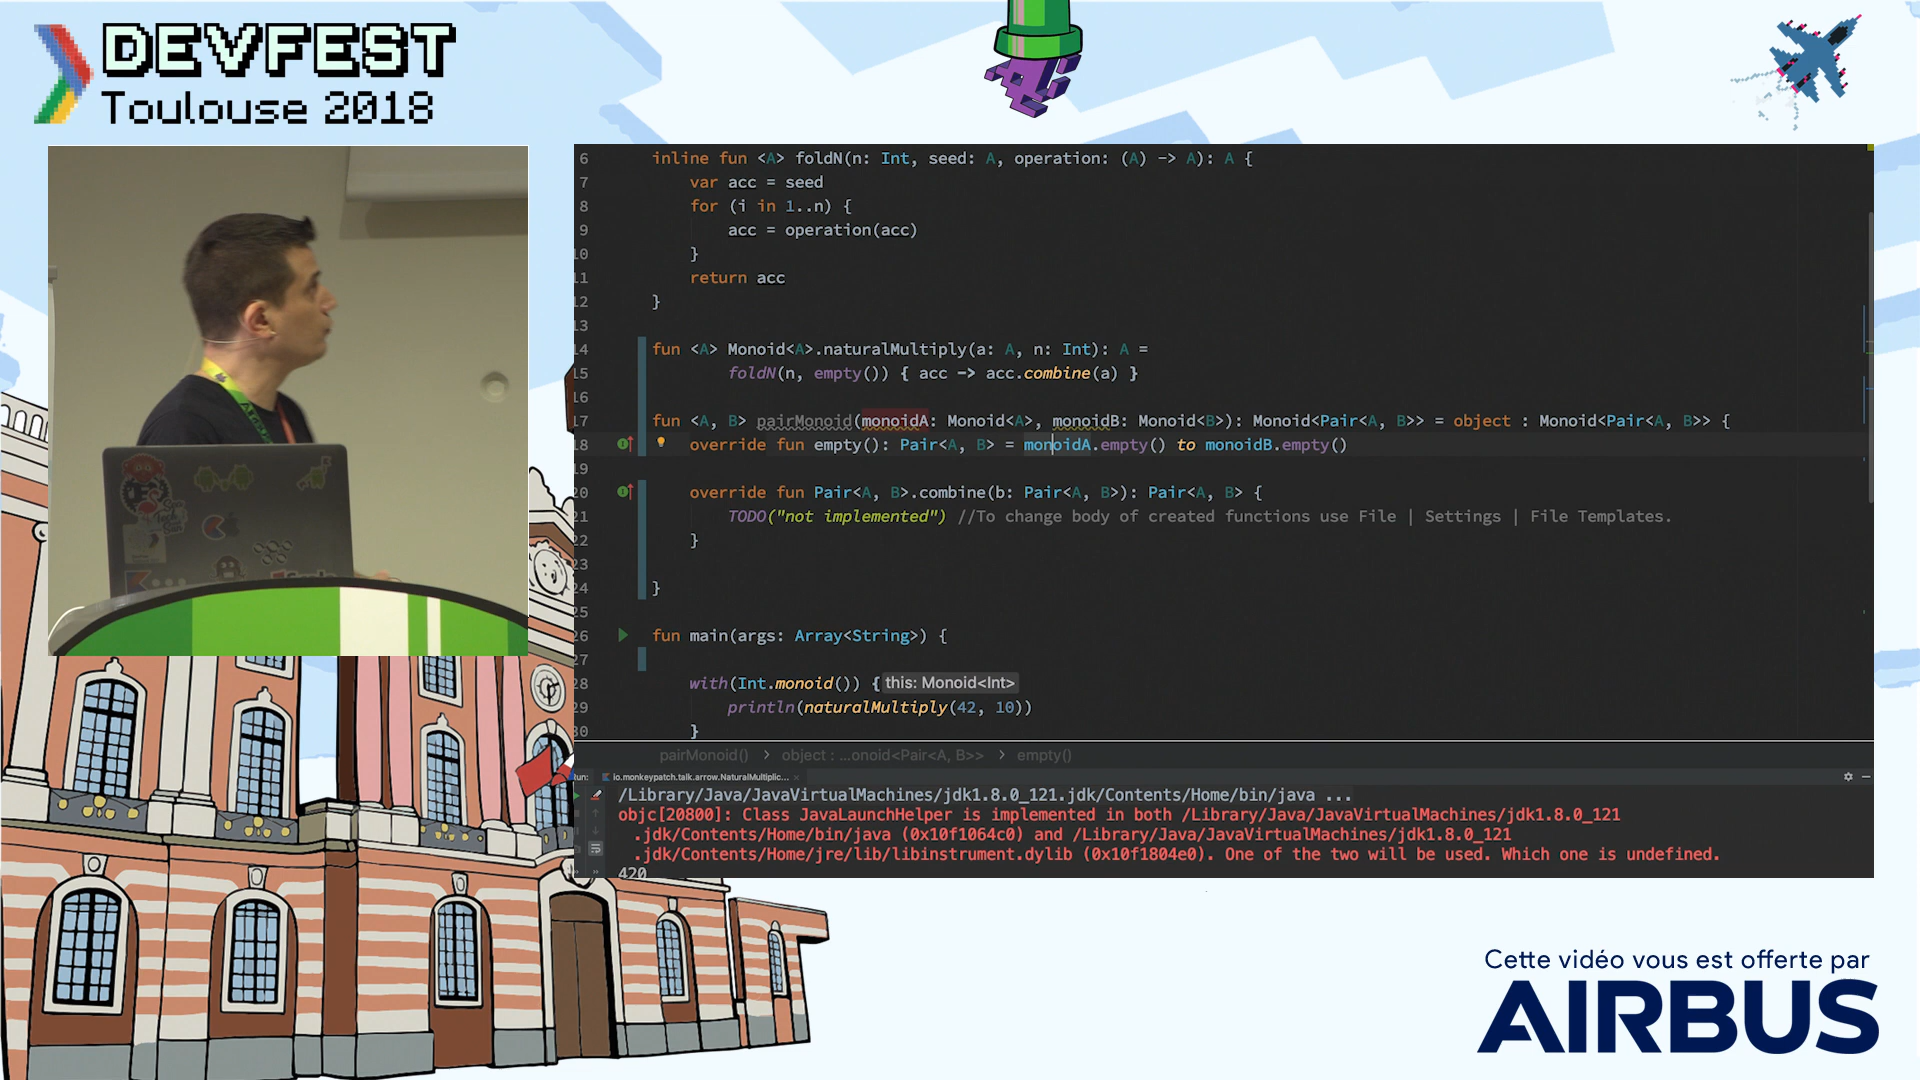 DEVFEST
Toulouse 2018
6 inline fun <A> foldN(n: Int, seed: A, operation: (A) -> A): A {
7 var acc = seed
8 for (i in 1..n) {
9 acc = operation(acc)
10 }
11 return acc
12 }
13
14 fun <A> Monoid<A>.naturalMultiply(a: A, n: Int): A =
15 foldN(n, empty()) { acc -> acc.combine(a) }
16
17 fun <A, B> pairMonoid(monoidA: Monoid<A>, monoidB: Monoid<B>): Monoid<Pair<A, B>> = object : Monoid<Pair<A, B>> {
18 override fun empty(): Pair<A, B> = monoidA.empty() to monoidB.empty()
19
20 override fun Pair<A, B>.combine(b: Pair<A, B>): Pair<A, B> {
21 TODO("not implemented") //To change body of created functions use File | Settings | File Templates.
22 }
23
24 }
25
26 fun main(args: Array<String>) {
27
28 with(Int.monoid()) { this: Monoid<Int>
29 println(naturalMultiply(42, 10))
30 }
pairMonoid() > object : ...onoid<Pair<A, B>> > empty()
Run: io.monkeypatch.talk.arrow.NaturalMultiplic...
/Library/Java/JavaVirtualMachines/jdk1.8.0_121.jdk/Contents/Home/bin/java ...
objc[20800]: Class JavaLaunchHelper is implemented in both /Library/Java/JavaVirtualMachines/jdk1.8.0_121
.jdk/Contents/Home/bin/java (0x10f1064c0) and /Library/Java/JavaVirtualMachines/jdk1.8.0_121
.jdk/Contents/Home/jre/lib/libinstrument.dylib (0x10f1804e0). One of the two will be used. Which one is undefined.
420
Cette vidéo vous est offerte par
AIRBUS